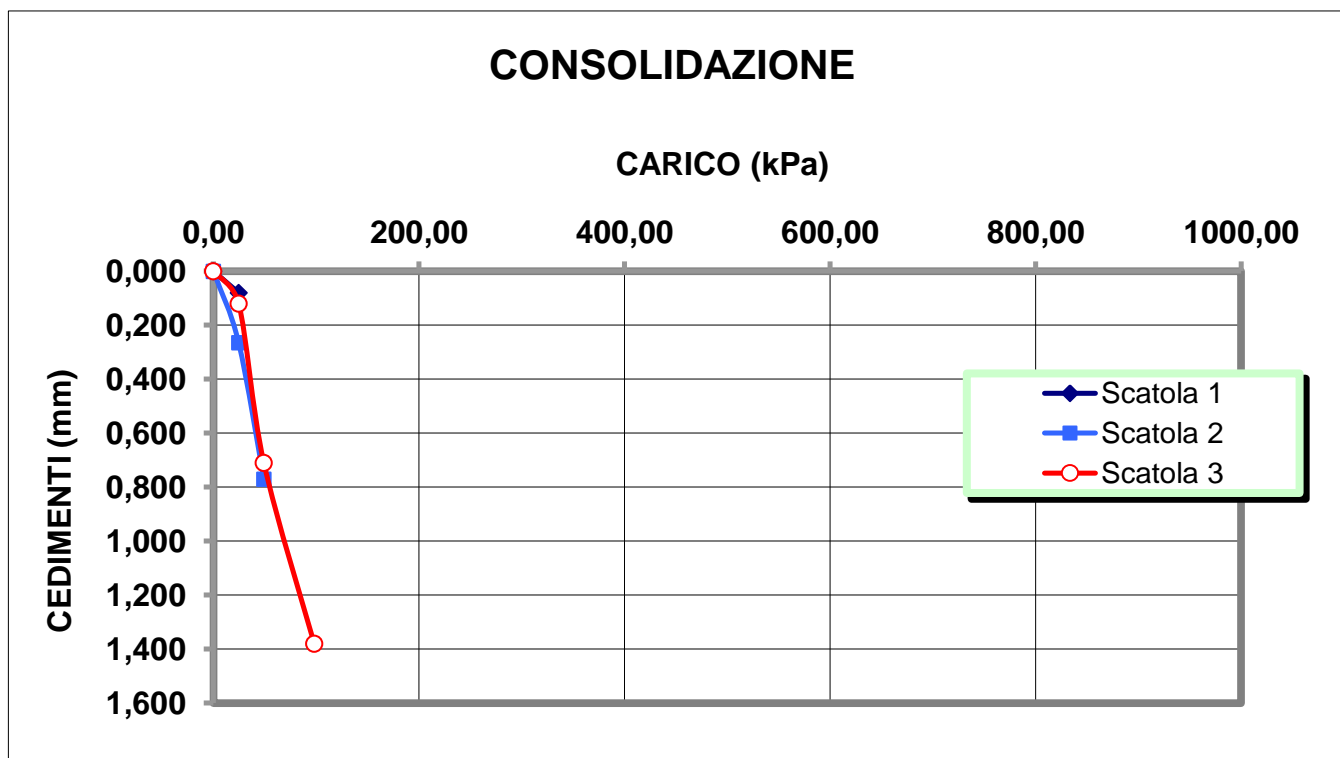 CONSOLIDAZIONE
CARICO (kPa)
0,00 200,00 400,00 600,00 800,00 1000,00
CEDIMENTI (mm)
0,000
0,200
0,400
0,600
0,800
1,000
1,200
1,400
1,600
Scatola 1
Scatola 2
Scatola 3